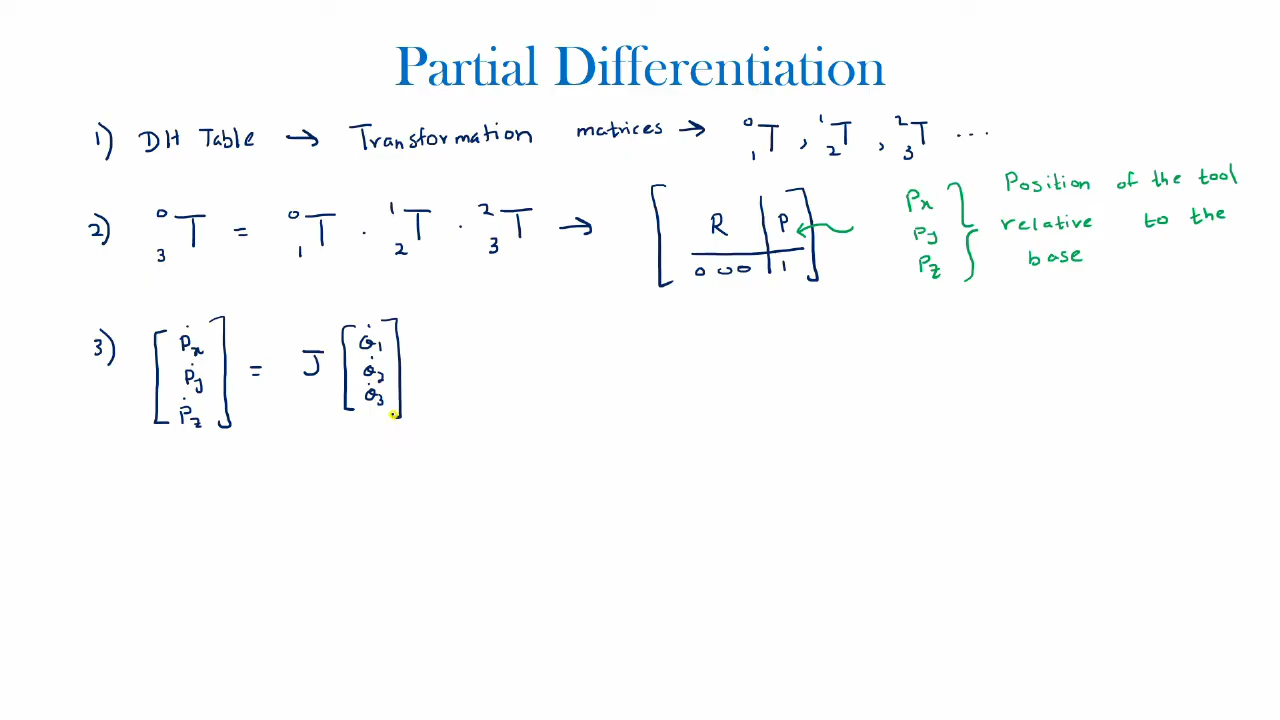 Partial Differentiation
1) DH Table → Transformation matrices → ⁰₁T , ¹₂T , ²₃T ...
2) ⁰₃T = ⁰₁T · ¹₂T · ²₃T → [ R | P ; 0 0 0 | 1 ]
Px
Py
Pz
Position of the tool
relative to the
base
3) [ Ṗx Ṗy Ṗz ] = J [ θ̇1 θ̇2 θ̇3 ]